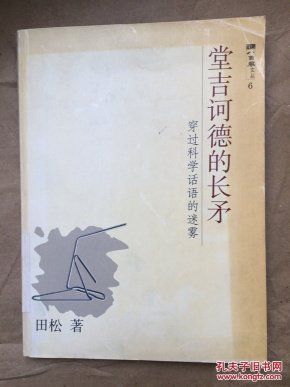 堂吉诃德的长矛
穿过科学话语的迷雾
6
田松 著
孔夫子旧书网